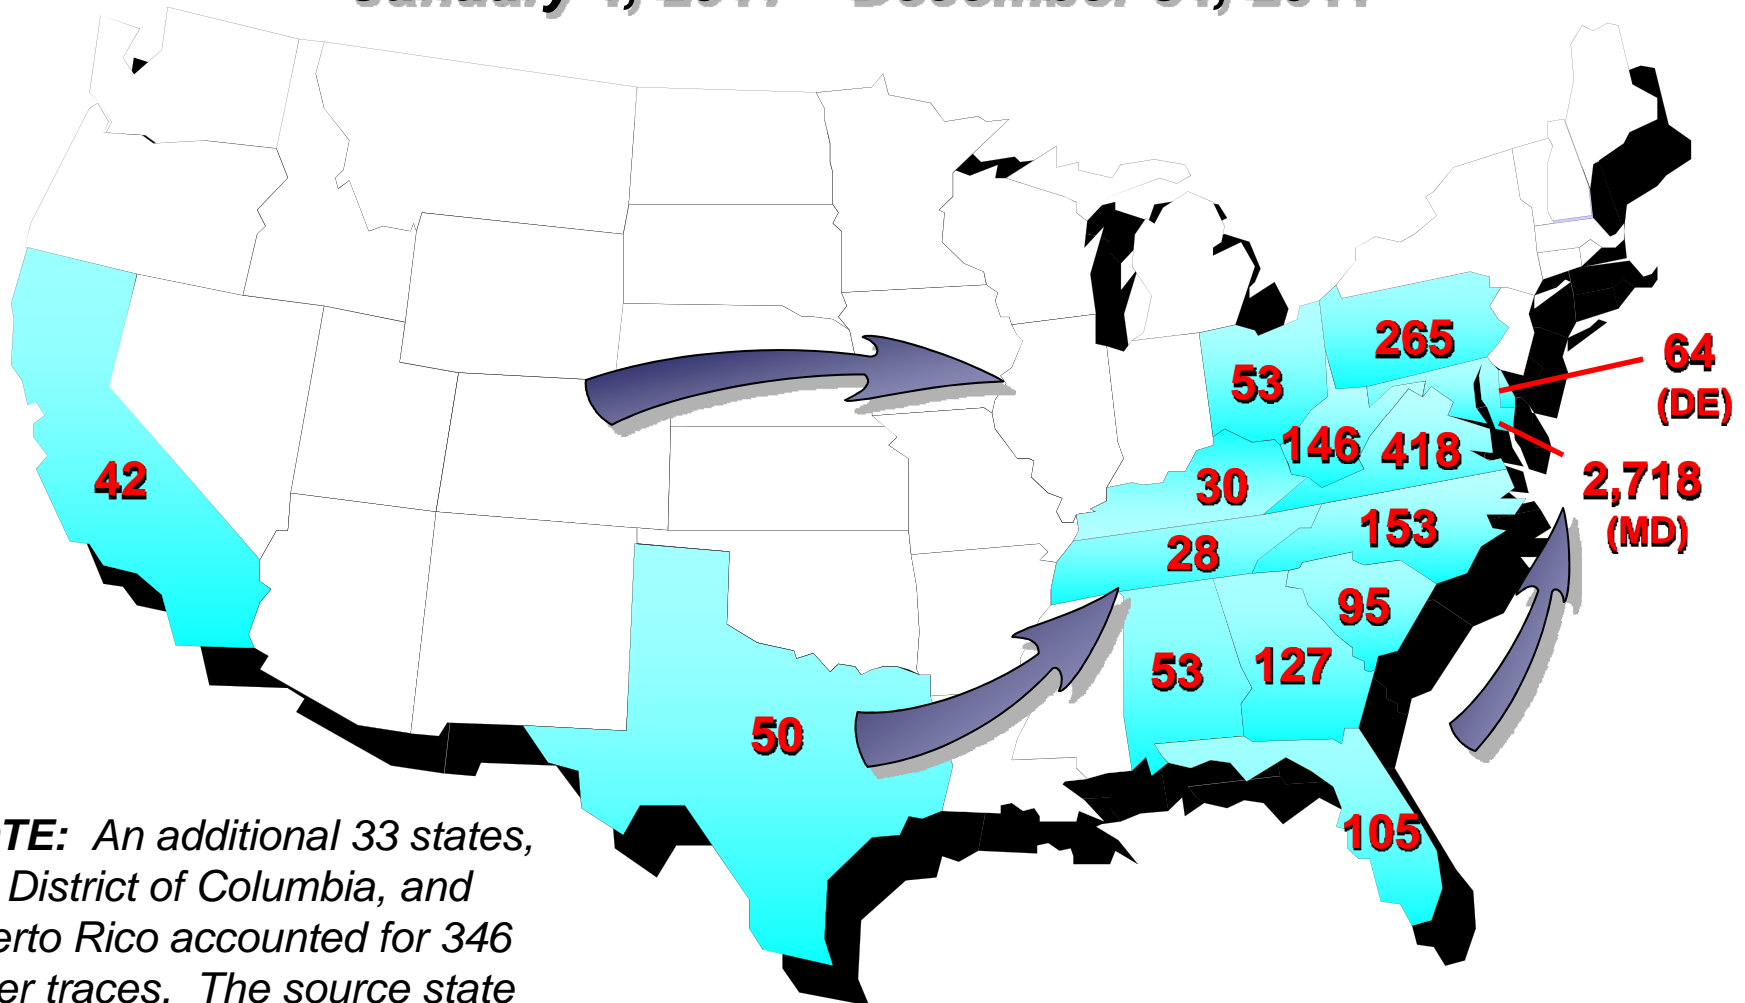 265
64
(DE)
53
146
418
42
30
2,718
(MD)
153
28
95
53
127
50
105
TE: An additional 33 states,
District of Columbia, and
erto Rico accounted for 346
er traces. The source state